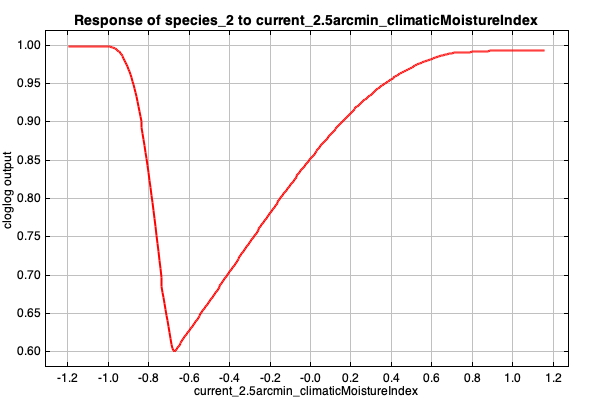 Response of species_2 to current_2.5arcmin_climaticMoistureIndex
1.00
0.95
0.90
0.85
0.80
0.75
0.70
0.65
0.60
cloglog output
-1.2 -1.0 -0.8 -0.6 -0.4 -0.2 -0.0 0.2 0.4 0.6 0.8 1.0 1.2
current_2.5arcmin_climaticMoistureIndex